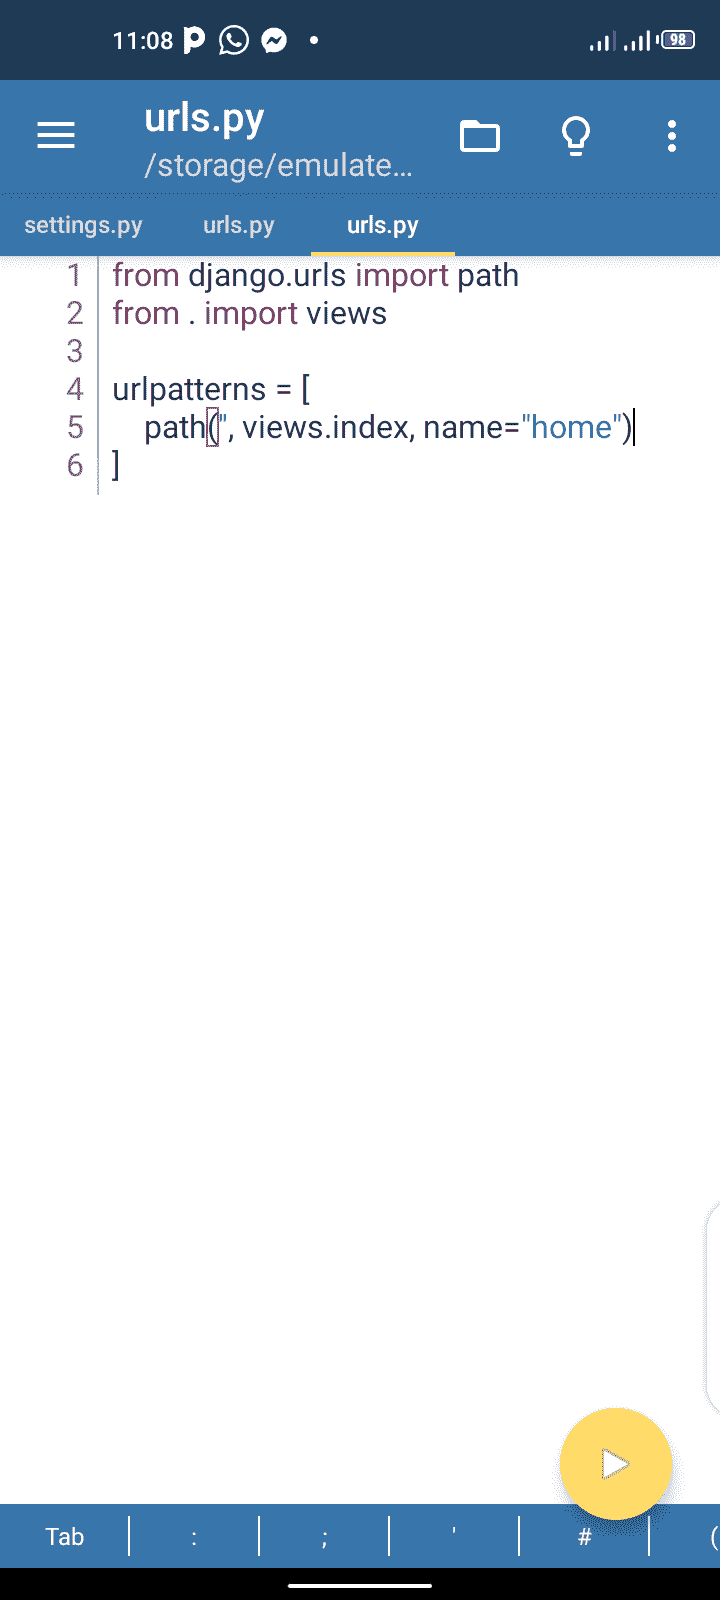 11:08
98
urls.py
/storage/emulate...
settings.py urls.py urls.py
1 from django.urls import path
2 from . import views
3
4 urlpatterns = [
5     path('', views.index, name="home")
6 ]
Tab : ; ' # (